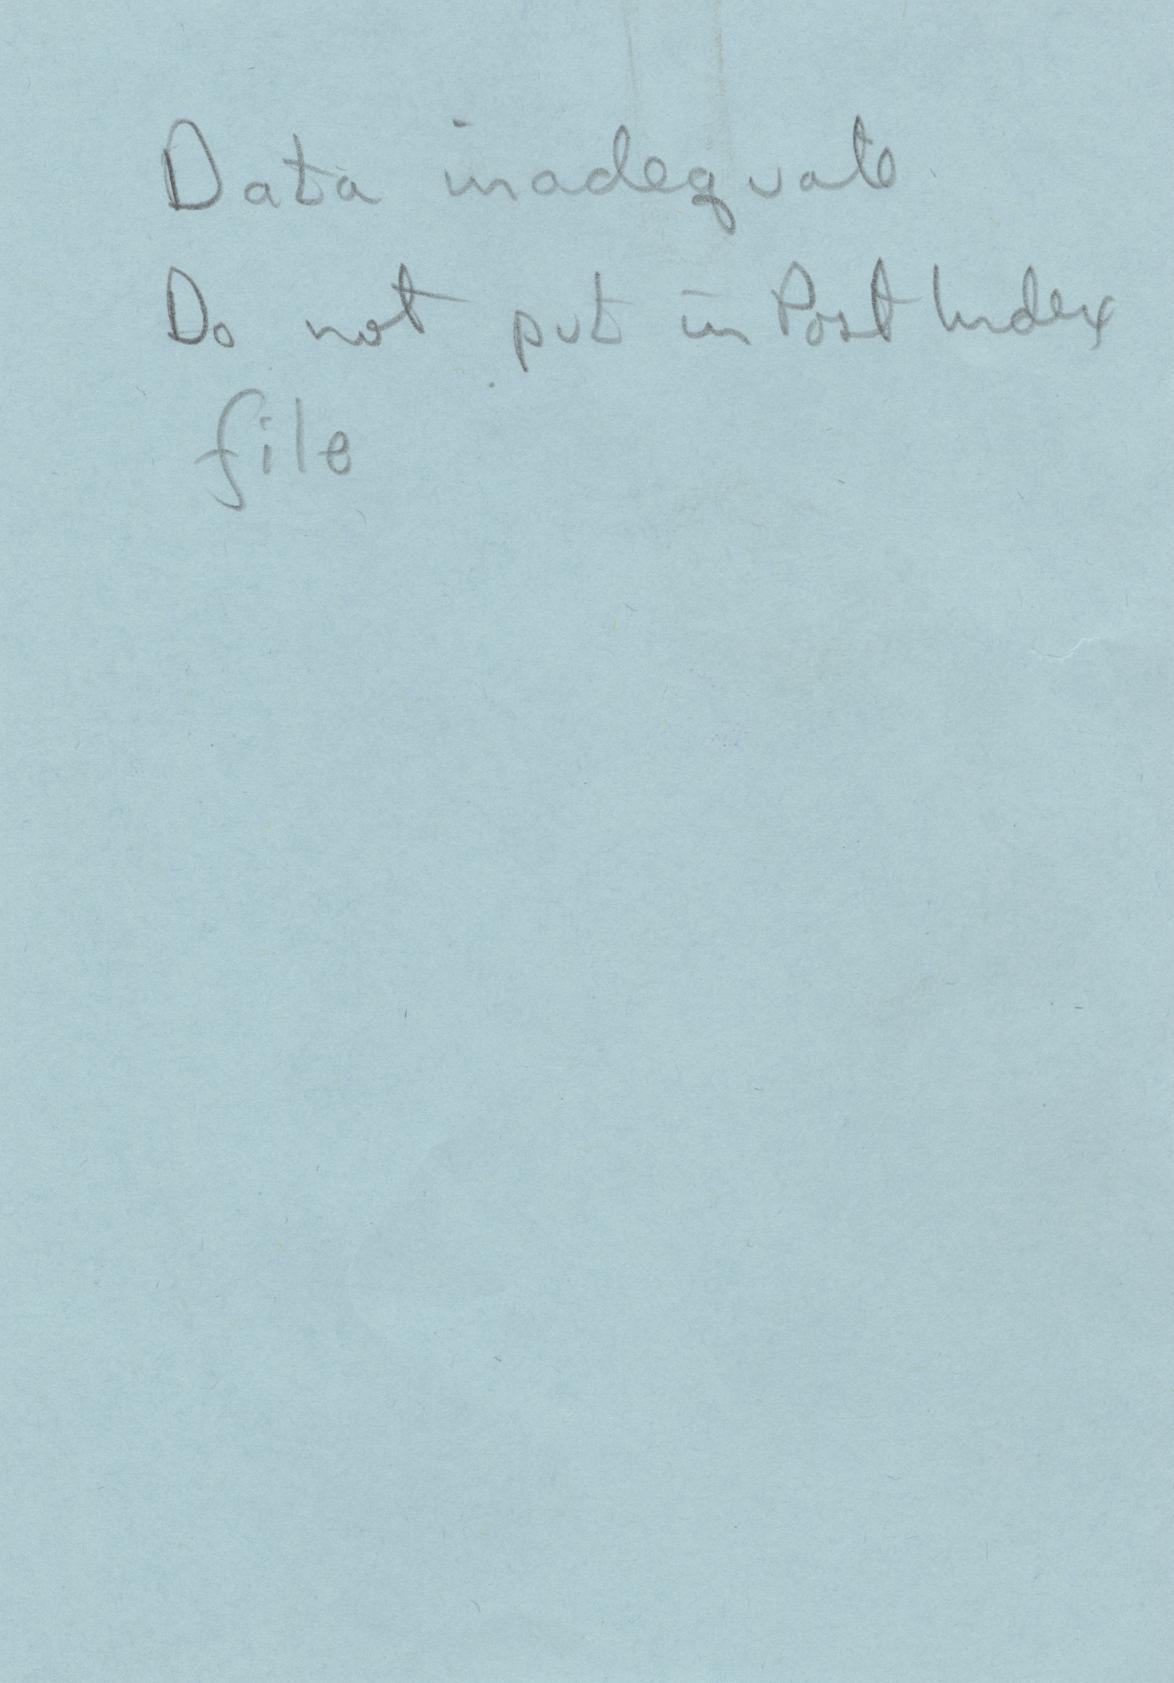 Data inadequate
Do not put in Post Index
file